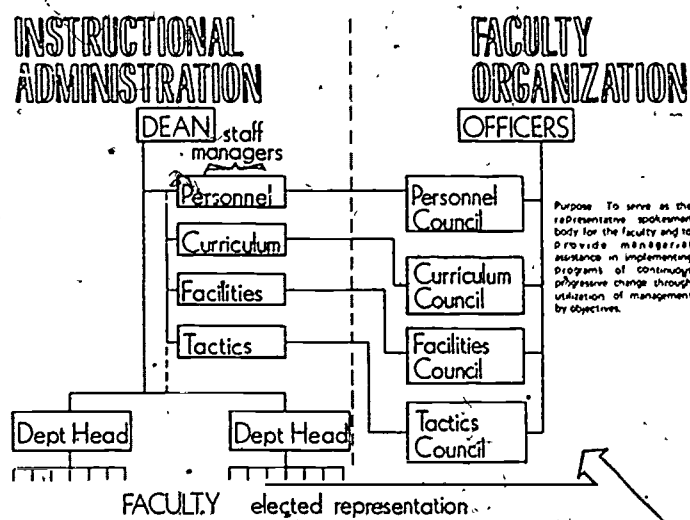 INSTRUCTIONAL
ADMINISTRATION
FACULTY
ORGANIZATION
DEAN
staff
managers
OFFICERS
Personnel
Curriculum
Facilities
Tactics
Personnel
Council
Curriculum
Council
Facilities
Council
Tactics
Council
Purpose To serve as the
representative spokesmen
body for the faculty and to
provide managerial
assistance in implementing
programs of continuous
progressive change through
utilization of management
by objectives.
Dept Head
Dept Head
FACULTY elected representation